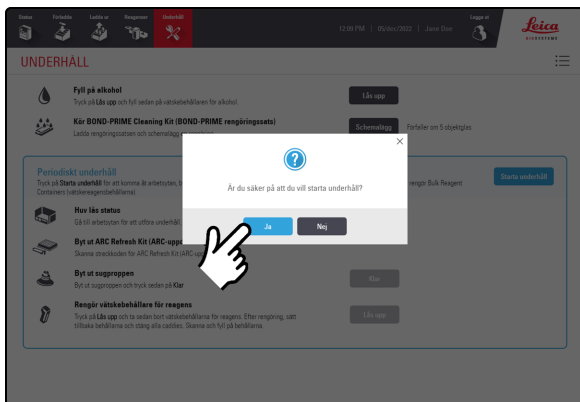 Status Förbehdla Ladda ur Reagenser Underhåll
12:09 PM | 05/dec/2022 | Jane Doe
Logga ut
Leica
BIOSYSTEMS
UNDERHÅLL
Fyll på alkohol
Tryck på Lås upp och fyll sedan på vätskebehållaren för alkohol.
Lås upp
Kör BOND-PRIME Cleaning Kit (BOND-PRIME rengöringssats)
Ladda rengöringssatsen och schemalägg
Schemalägg
Förfaller om 5 objektglas
Är du säker på att du vill starta underhåll?
Ja
Nej
Periodiskt underhåll
Tryck på Starta underhåll för att komma åt arbetsytan,
rengör Bulk Reagent
Containers (vätskereagensbehållarna).
Starta underhåll
Huv lås status
Gå till arbetsytan för att utföra underhåll
Byt ut ARC Refresh Kit (ARC-uppd
Skanna streckkoden för ARC Refresh Kit (ARC-upp
Byt ut sugproppen
Byt ut sugproppen och tryck sedan på Klar
Klar
Rengör vätskebehållare för reagens
Tryck på Lås upp och ta sedan bort vätskebehållarna för reagens. Efter rengöring, sätt
tillbaka behållarna och stäng alla caddies. Skanna och fyll på behållarna.
Lås upp